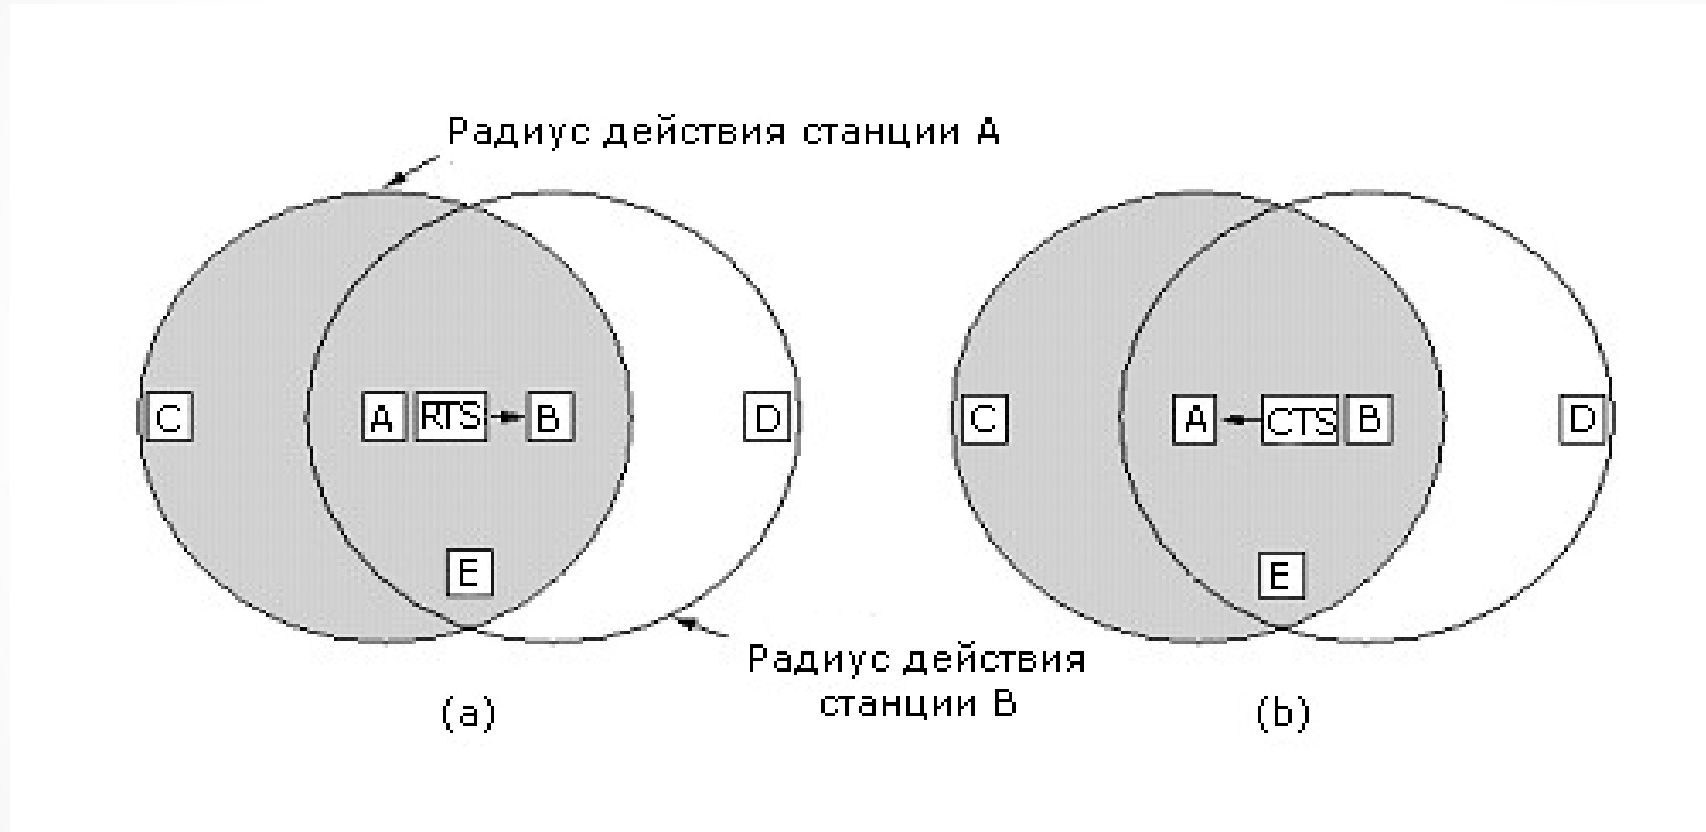 Радиус действия станции A
C A RTS B D
E
C A CTS B D
E
Радиус действия
станции B
(a)
(b)